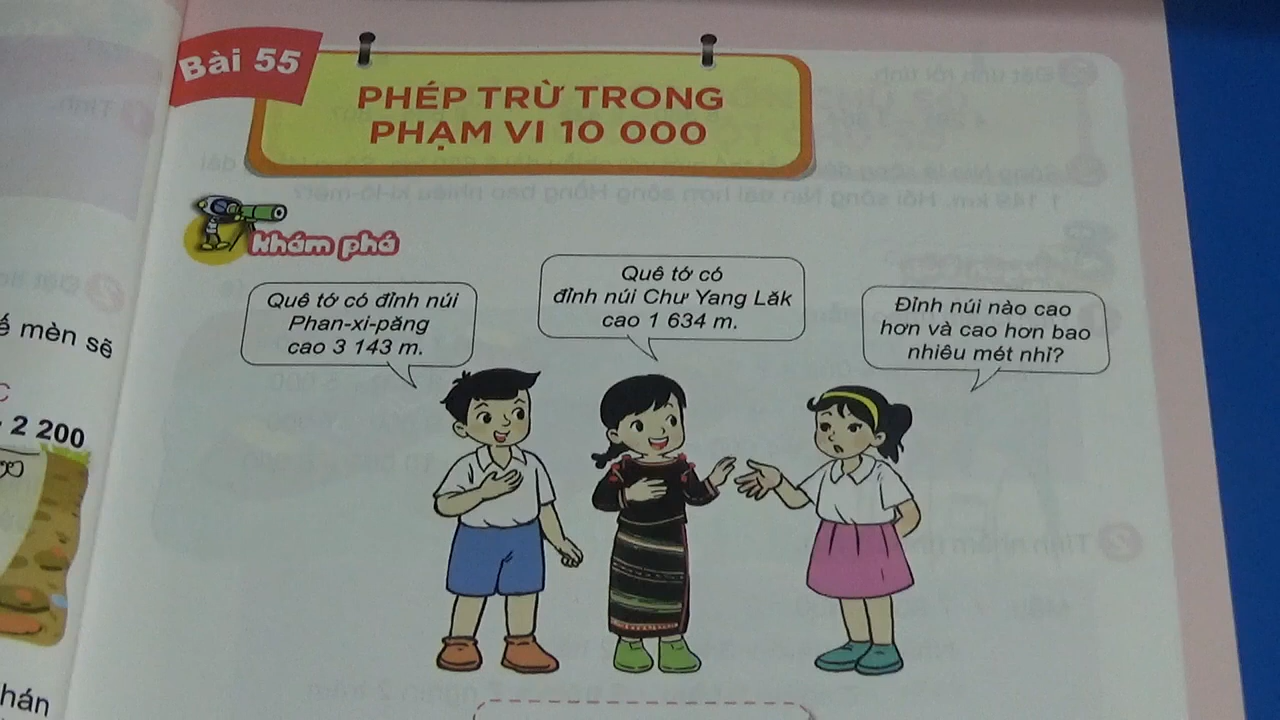 Bài 55
PHÉP TRỪ TRONG
PHẠM VI 10 000
Khám phá
Quê tớ có đỉnh núi
Phan-xi-păng
cao 3 143 m.
Quê tớ có
đỉnh núi Chư Yang Lăk
cao 1 634 m.
Đỉnh núi nào cao
hơn và cao hơn bao
nhiêu mét nhỉ?
mèn sẽ
C
2 200